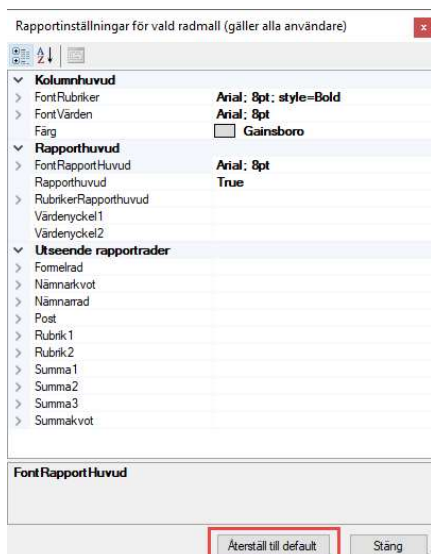 Rapportinställningar för vald radmall (gäller alla användare)
x
Kolumnhuvud
FontRubriker Arial; 8pt; style=Bold
FontVärden Arial; 8pt
Färg Gainsboro
Rapporthuvud
FontRapportHuvud Arial; 8pt
Rapporthuvud True
RubrikerRapporthuvud
Värdenyckel1
Värdenyckel2
Utseende rapportrader
Formelrad
Nämnarkvot
Nämnarrad
Post
Rubrik1
Rubrik2
Summa1
Summa2
Summa3
Summakvot
FontRapportHuvud
Återställ till default Stäng